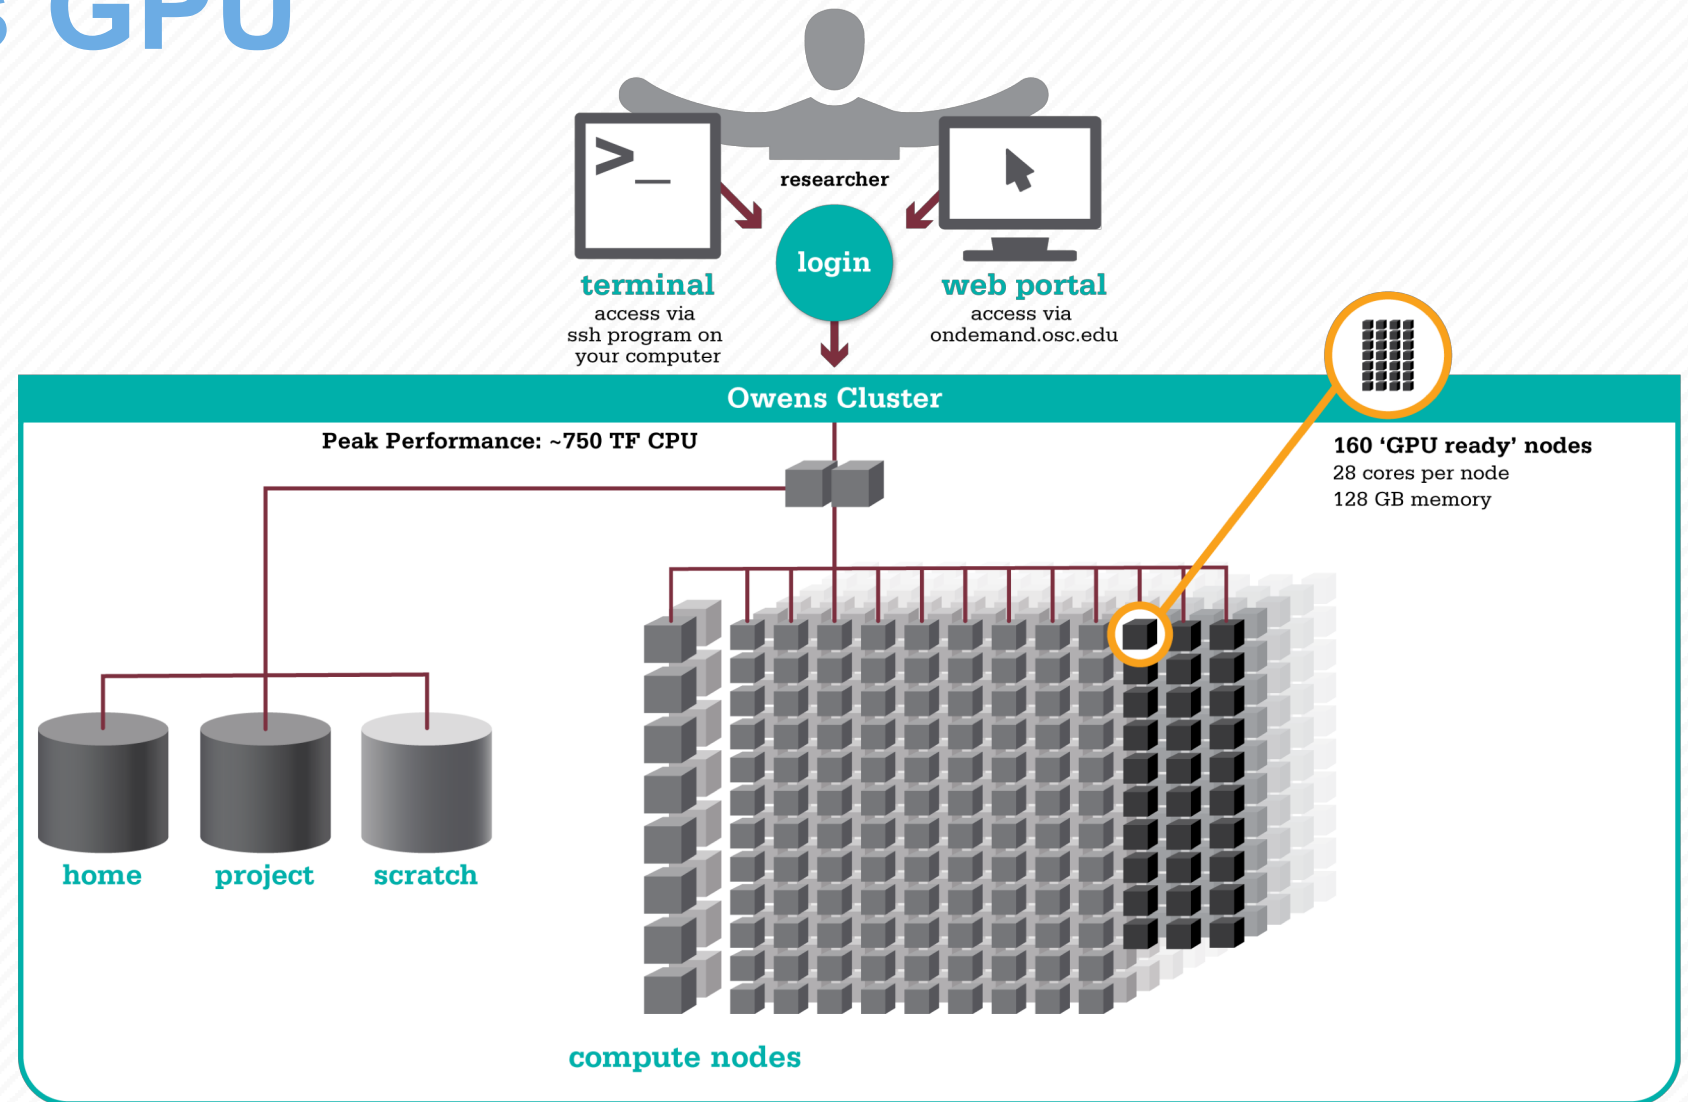 GPU
researcher
>_
login
terminal
access via
ssh program on
your computer
web portal
access via
ondemand.osc.edu
Owens Cluster
Peak Performance: ~750 TF CPU
160 ‘GPU ready’ nodes
28 cores per node
128 GB memory
home
project
scratch
compute nodes